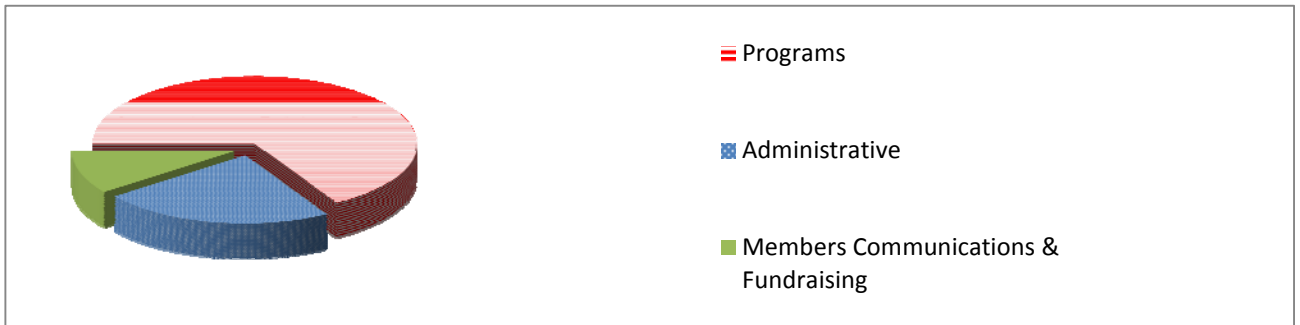 Programs
Administrative
Members Communications &
Fundraising